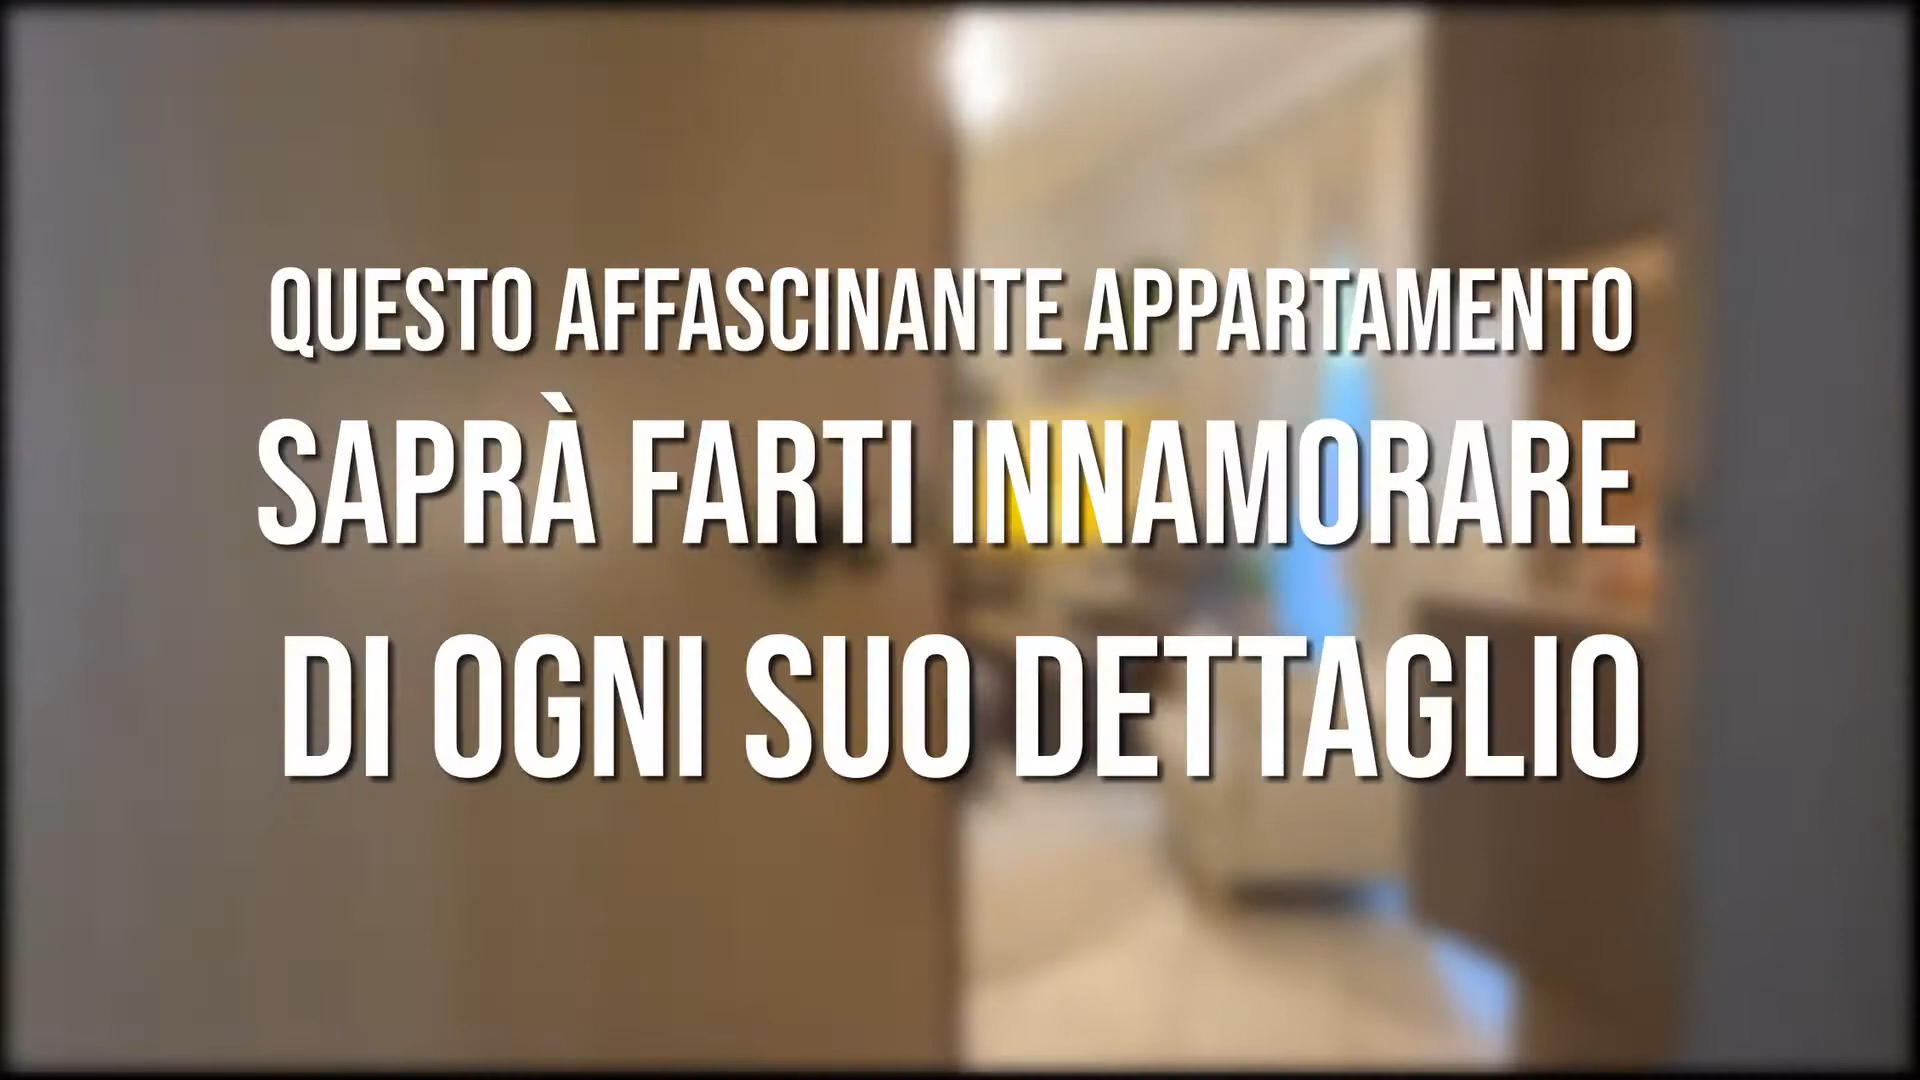 QUESTO AFFASCINANTE APPARTAMENTO
SAPRÀ FARTI INNAMORARE
DI OGNI SUO DETTAGLIO